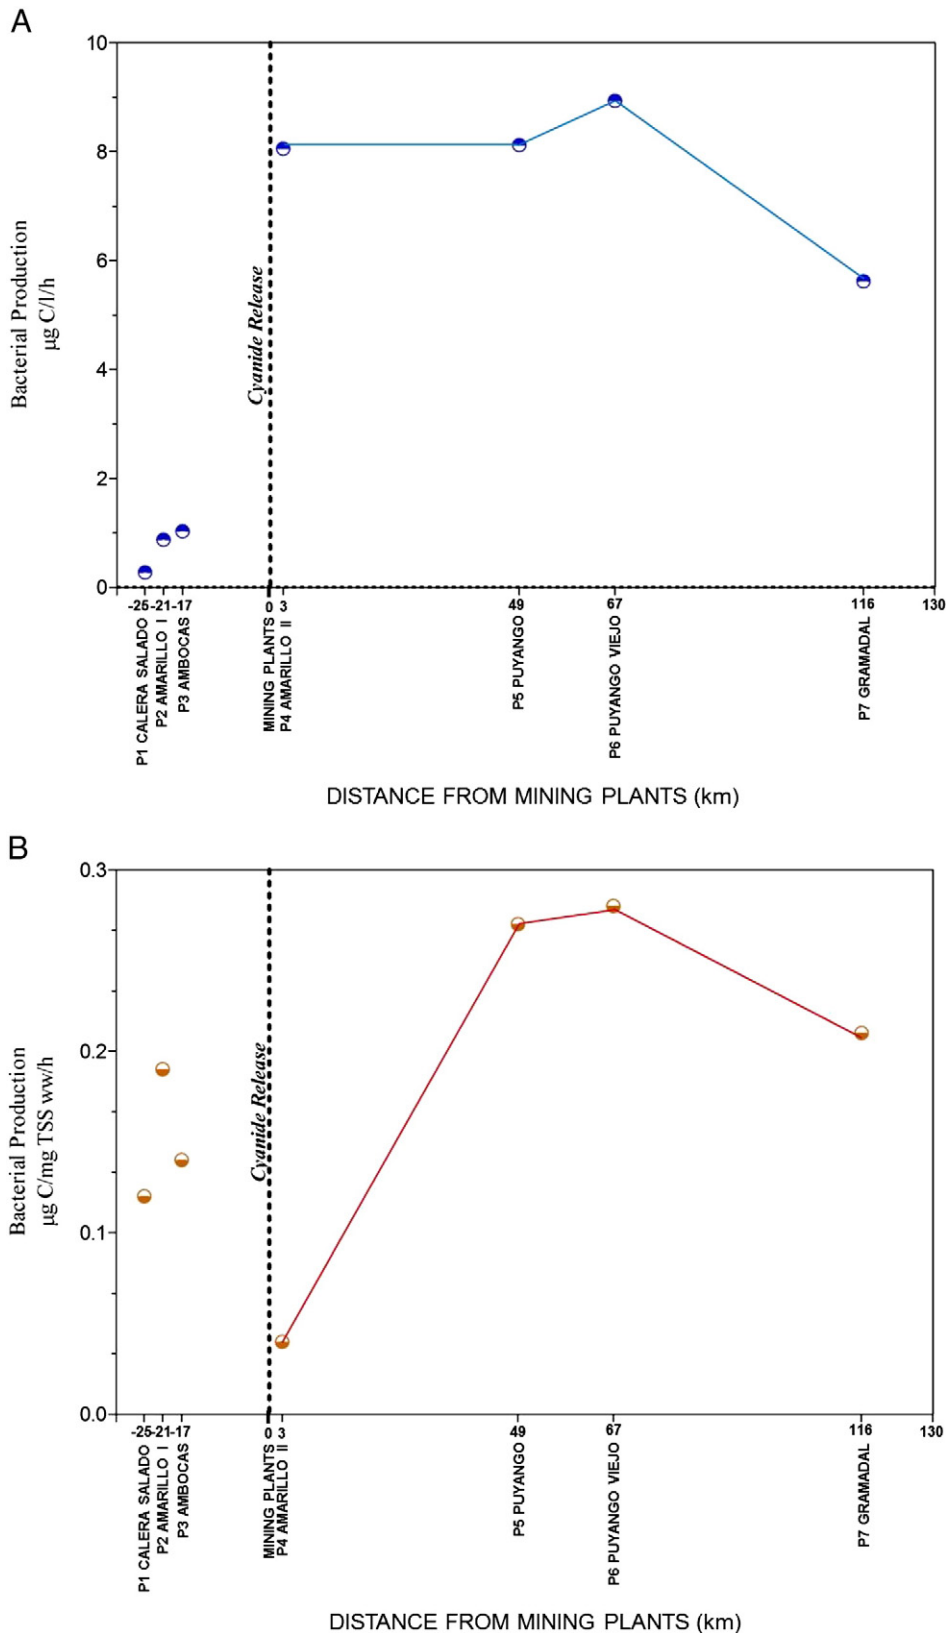 A
10
8
6
4
2
0
Bacterial Production
µg C/l/h
Cyanide Release
-25 -21 -17 0 3 49 67 116 130
P1 CALERA SALADO
P2 AMARILLO I
P3 AMBOCAS
MINING PLANTS
P4 AMARILLO II
P5 PUYANGO
P6 PUYANGO VIEJO
P7 GRAMADAL
DISTANCE FROM MINING PLANTS (km)
B
0.3
0.2
0.1
0.0
Bacterial Production
µg C/mg TSS ww/h
Cyanide Release
-25 -21 -17 0 3 49 67 116 130
P1 CALERA SALADO
P2 AMARILLO I
P3 AMBOCAS
MINING PLANTS
P4 AMARILLO II
P5 PUYANGO
P6 PUYANGO VIEJO
P7 GRAMADAL
DISTANCE FROM MINING PLANTS (km)